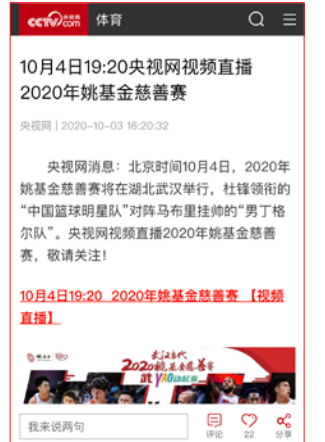 CCTV.com 央视网 体育
10月4日19:20央视网视频直播
2020年姚基金慈善赛
央视网 | 2020-10-03 16:20:32
央视网消息：北京时间10月4日，2020年
姚基金慈善赛将在湖北武汉举行，杜锋领衔的
“中国篮球明星队”对阵马布里挂帅的“男丁格
尔队”。央视网视频直播2020年姚基金慈善
赛，敬请关注！
10月4日19:20 2020年姚基金慈善赛 【视频
直播】
2020姚基金慈善赛
我来说两句
评论
22
分享